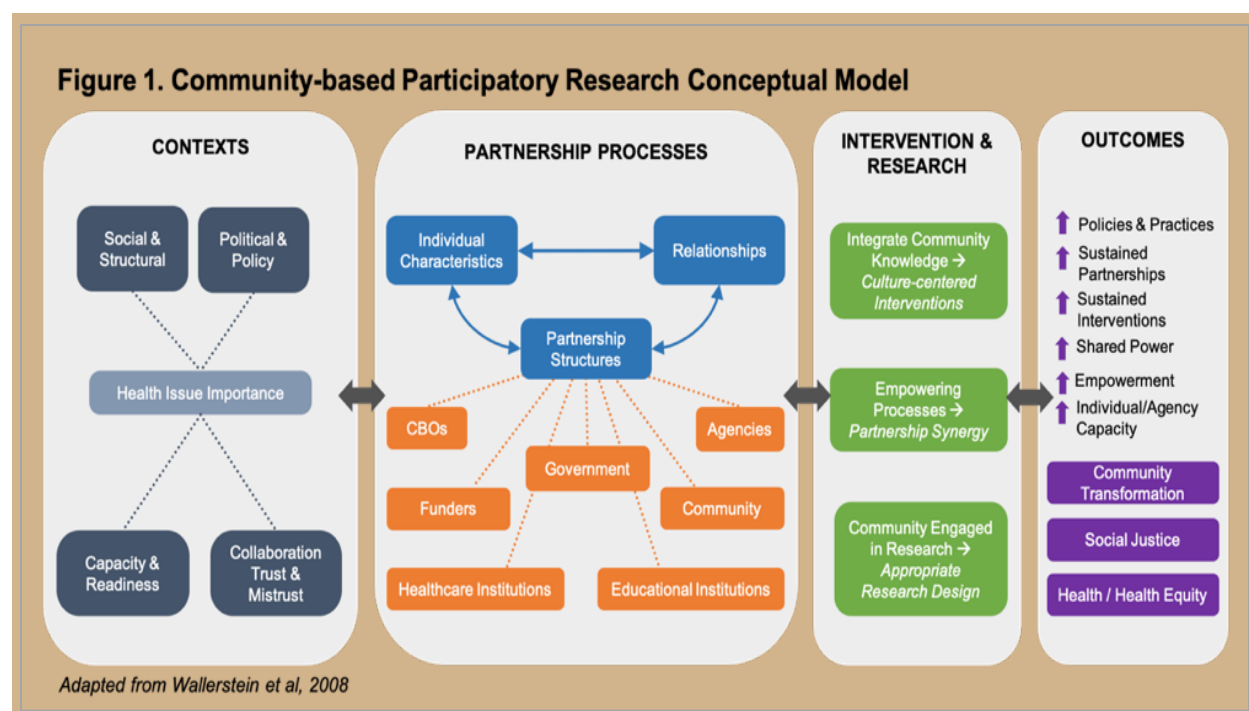 Figure 1. Community-based Participatory Research Conceptual Model
CONTEXTS
Social &
Structural
Political &
Policy
Health Issue Importance
Capacity &
Readiness
Collaboration
Trust &
Mistrust
PARTNERSHIP PROCESSES
Individual
Characteristics
Relationships
Partnership
Structures
CBOs
Agencies
Government
Funders
Community
Healthcare Institutions
Educational Institutions
INTERVENTION &
RESEARCH
Integrate Community
Knowledge →
Culture-centered
Interventions
Empowering
Processes →
Partnership Synergy
Community Engaged
in Research →
Appropriate
Research Design
OUTCOMES
Policies & Practices
Sustained
Partnerships
Sustained
Interventions
Shared Power
Empowerment
Individual/Agency
Capacity
Community
Transformation
Social Justice
Health / Health Equity
Adapted from Wallerstein et al, 2008